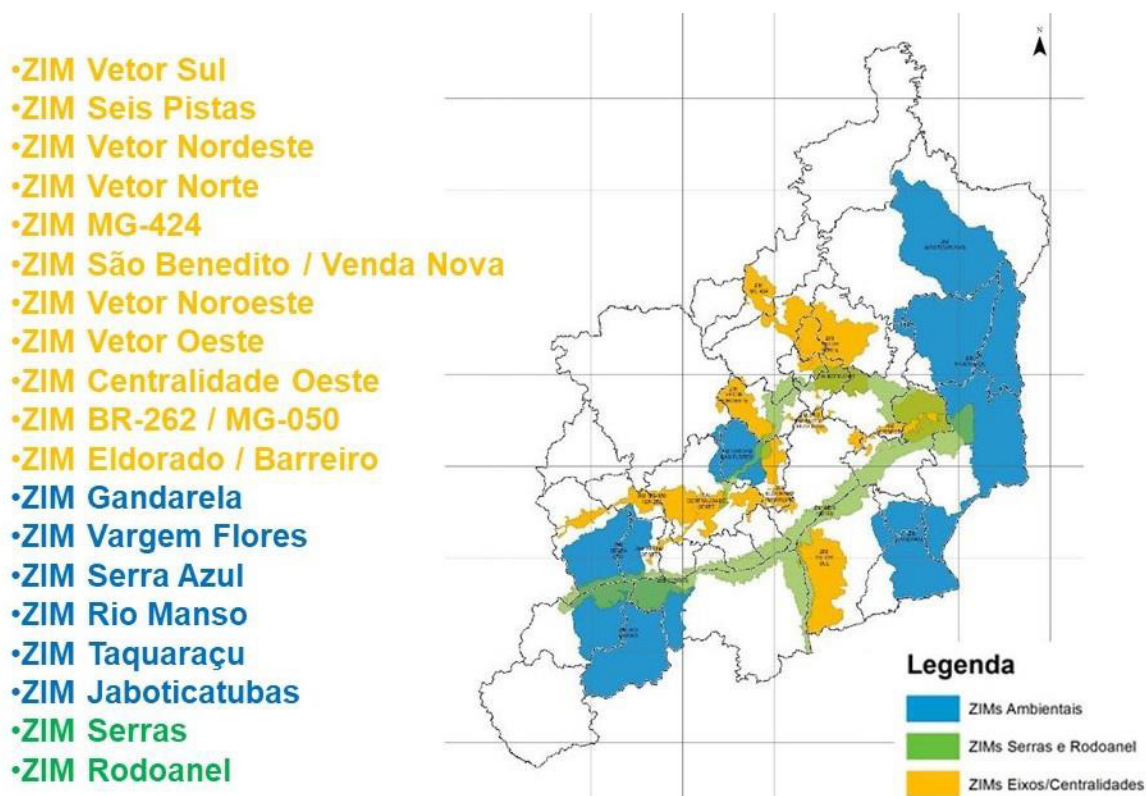 •ZIM Vetor Sul
•ZIM Seis Pistas
•ZIM Vetor Nordeste
•ZIM Vetor Norte
•ZIM MG-424
•ZIM São Benedito / Venda Nova
•ZIM Vetor Noroeste
•ZIM Vetor Oeste
•ZIM Centralidade Oeste
•ZIM BR-262 / MG-050
•ZIM Eldorado / Barreiro
•ZIM Gandarela
•ZIM Vargem Flores
•ZIM Serra Azul
•ZIM Rio Manso
•ZIM Taquaraçu
•ZIM Jaboticatubas
•ZIM Serras
•ZIM Rodoanel
N
Legenda
ZIMs Ambientais
ZIMs Serras e Rodoanel
ZIMs Eixos/Centralidades